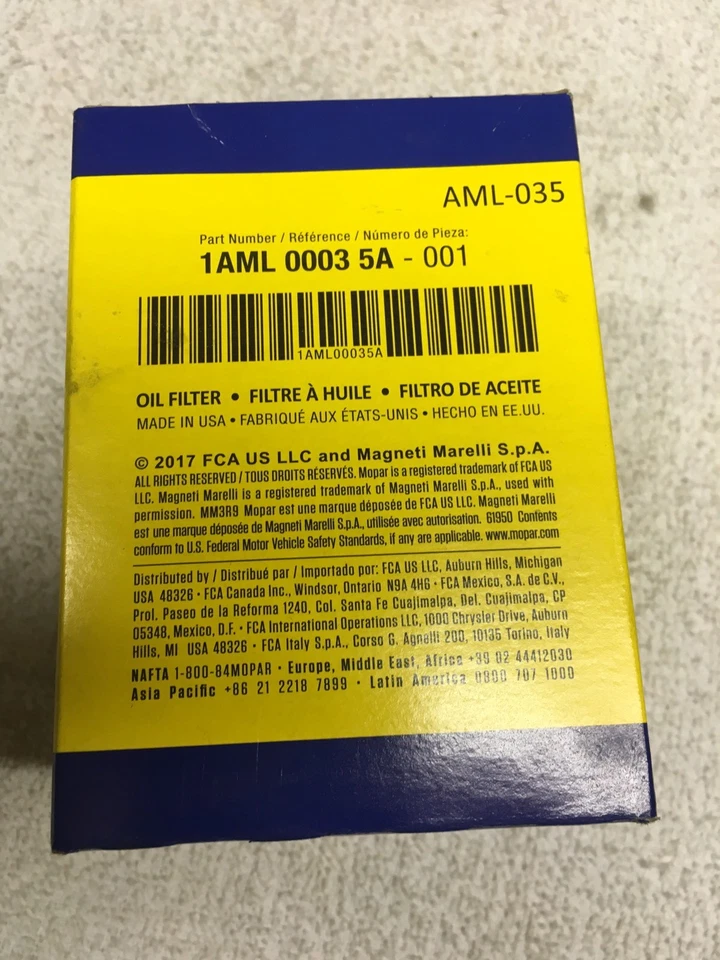 AML-035
Part Number / Référence / Número de Pieza:
1AML 0003 5A - 001
1AML00035A
OIL FILTER • FILTRE À HUILE • FILTRO DE ACEITE
MADE IN USA • FABRIQUÉ AUX ÉTATS-UNIS • HECHO EN EE.UU.
© 2017 FCA US LLC and Magneti Marelli S.p.A.
ALL RIGHTS RESERVED / TOUS DROITS RÉSERVÉS. Mopar is a registered trademark of FCA US
LLC. Magneti Marelli is a registered trademark of Magneti Marelli S.p.A., used with
permission. MM3R9 Mopar est une marque déposée de FCA US LLC. Magneti Marelli
est une marque déposée de Magneti Marelli S.p.A., utilisée avec autorisation. 61950 Contents
conform to U.S. Federal Motor Vehicle Safety Standards, if any are applicable. www.mopar.com
Distributed by / Distribué par / Importado por: FCA US LLC, Auburn Hills, Michigan
USA 48326 • FCA Canada Inc., Windsor, Ontario N9A 4H6 • FCA Mexico, S.A. de C.V.,
Prol. Paseo de la Reforma 1240, Col. Santa Fe Cuajimalpa, Del. Cuajimalpa, CP
05348, Mexico, D.F. • FCA International Operations LLC, 1000 Chrysler Drive, Auburn
Hills, MI USA 48326 • FCA Italy S.p.A., Corso G. Agnelli 200, 10135 Torino, Italy
NAFTA 1-800-84MOPAR • Europe, Middle East, Africa +39 02 44412030
Asia Pacific +86 21 2218 7899 • Latin America 0800 707 1000